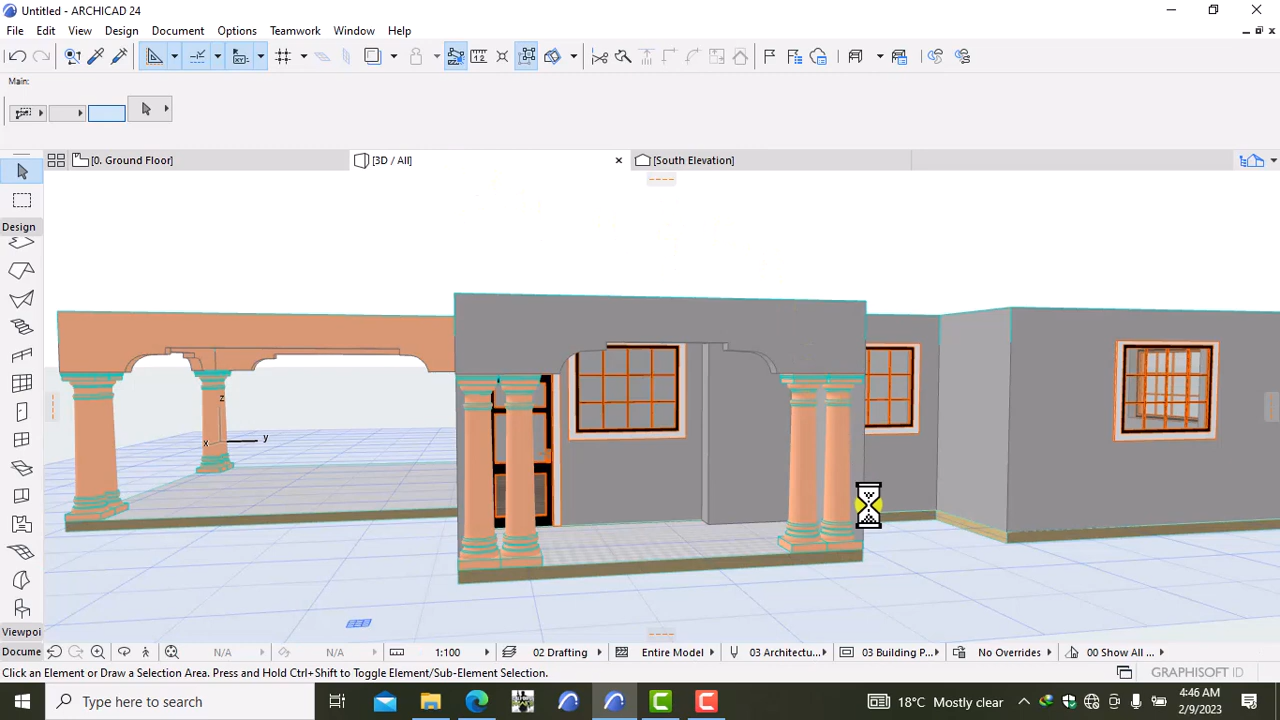 Untitled - ARCHICAD 24
File Edit View Design Document Options Teamwork Window Help
Main:
[0. Ground Floor] [3D / All] [South Elevation]
Design
z
x y
Viewpoi
Docume N/A N/A 1:100 02 Drafting Entire Model 03 Architectu... 03 Building P... No Overrides 00 Show All ...
Click an Element or Draw a Selection Area. Press and Hold Ctrl+Shift to Toggle Element/Sub-Element Selection. GRAPHISOFT ID
Type here to search 18°C Mostly clear 4:46 AM
2/9/2023